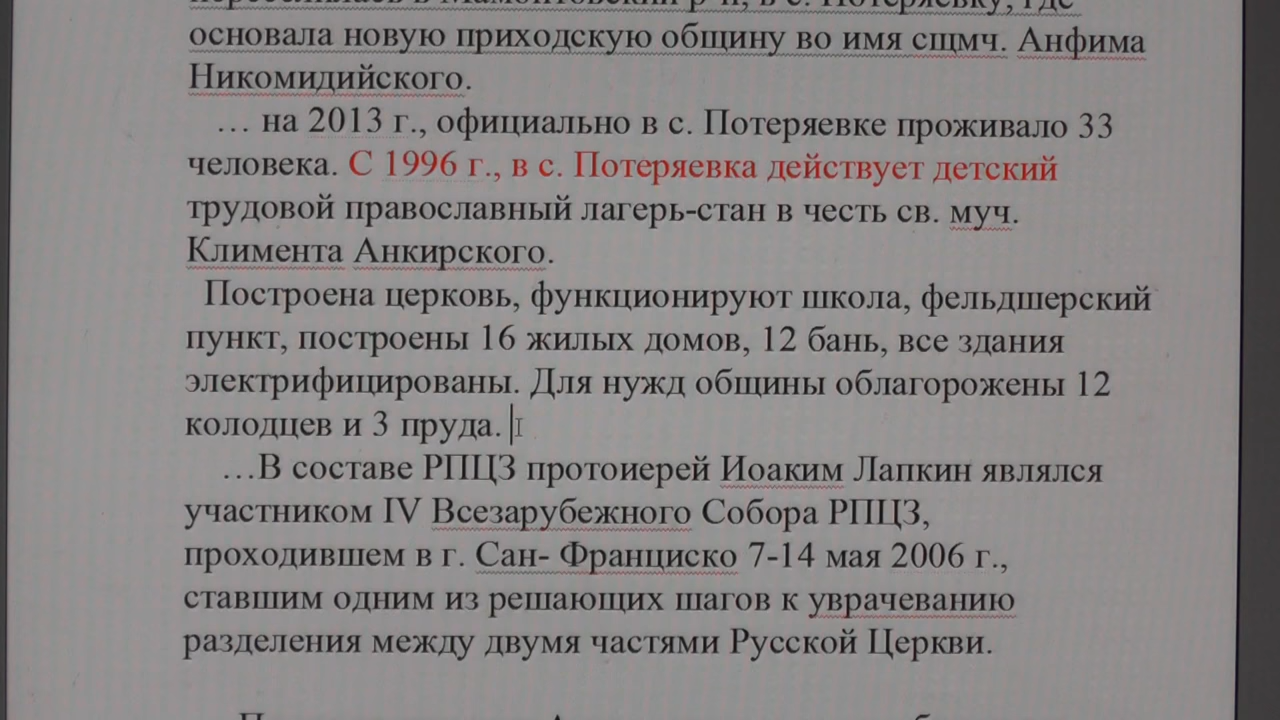 основала новую приходскую общину во имя сщмч. Анфима
Никомидийского.
… на 2013 г., официально в с. Потеряевке проживало 33
человека. С 1996 г., в с. Потеряевка действует детский
трудовой православный лагерь-стан в честь св. муч.
Климента Анкирского.
Построена церковь, функционируют школа, фельдшерский
пункт, построены 16 жилых домов, 12 бань, все здания
электрифицированы. Для нужд общины облагорожены 12
колодцев и 3 пруда.
…В составе РПЦЗ протоиерей Иоаким Лапкин являлся
участником IV Всезарубежного Собора РПЦЗ,
проходившем в г. Сан- Франциско 7-14 мая 2006 г.,
ставшим одним из решающих шагов к уврачеванию
разделения между двумя частями Русской Церкви.